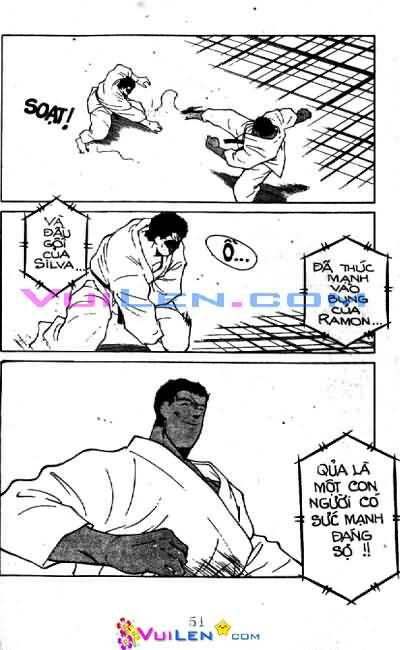 SOẠT!
VÀ
ĐẦU
GỐI
CỦA
SILVA...
Ồ...
ĐÃ THÚC
MẠNH
VÀO
BỤNG
CỦA
RAMON...
VUILEN.COM
QỦA LÀ
MỘT CON
NGƯỜI CÓ
SỨC MẠNH
ĐÁNG
SỢ !!
51
VUILEN.COM